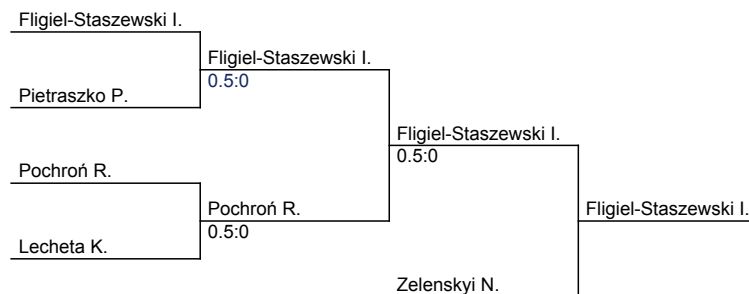 Fligiel-Staszewski I.
Fligiel-Staszewski I.
0.5:0
Pietraszko P.
Fligiel-Staszewski I.
0.5:0
Pochroń R.
Pochroń R.
0.5:0
Fligiel-Staszewski I.
Lecheta K.
Zelenskyi N.